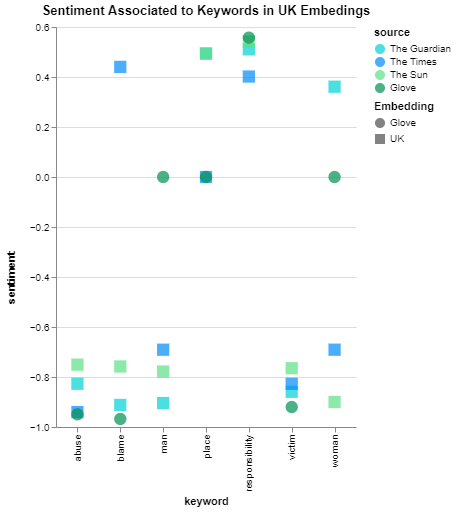 Sentiment Associated to Keywords in UK Embedings
source
The Guardian
The Times
The Sun
Glove
Embedding
Glove
UK
sentiment
0.6
0.4
0.2
0.0
−0.2
−0.4
−0.6
−0.8
−1.0
abuse
blame
man
place
responsibility
victim
woman
keyword